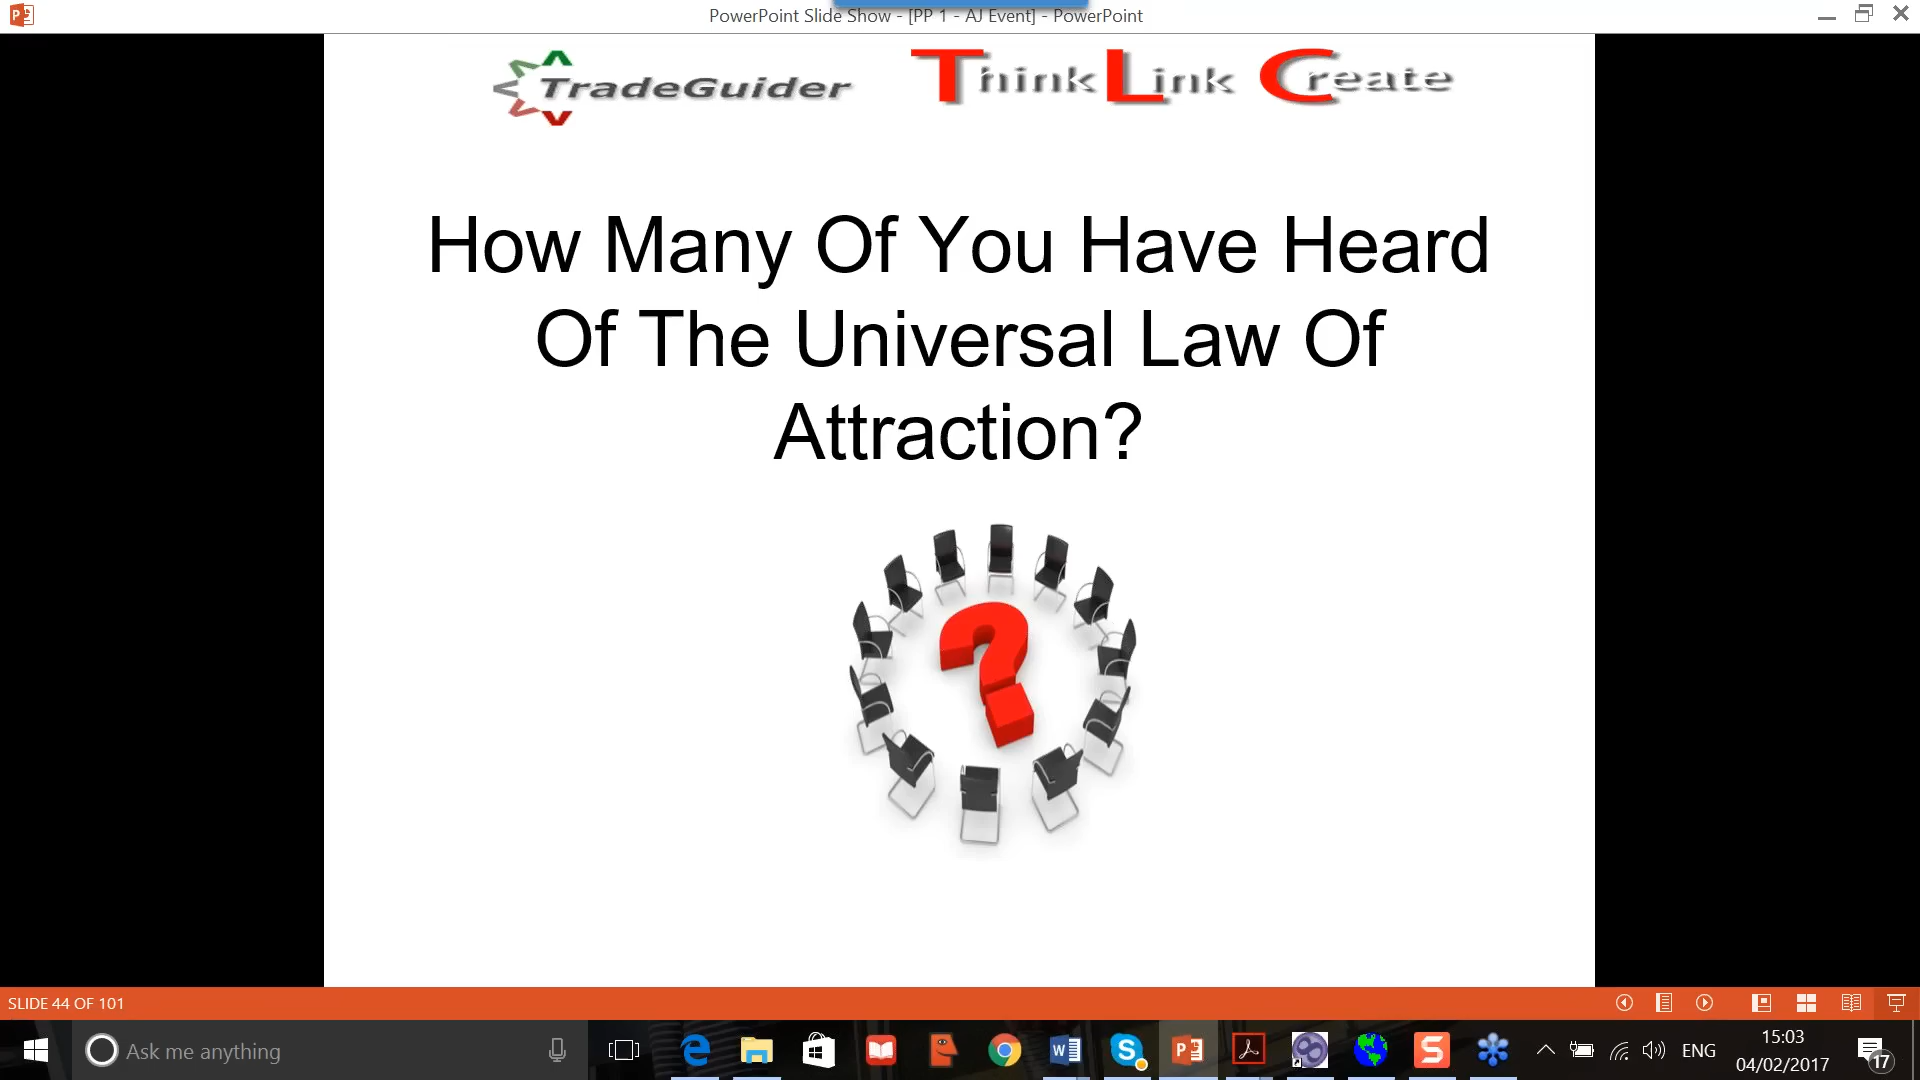 PowerPoint Slide Show - [PP 1 - AJ Event] - PowerPoint
TradeGuider
Think Link Create
How Many Of You Have Heard
Of The Universal Law Of
Attraction?
SLIDE 44 OF 101
Ask me anything
ENG
15:03
04/02/2017
17